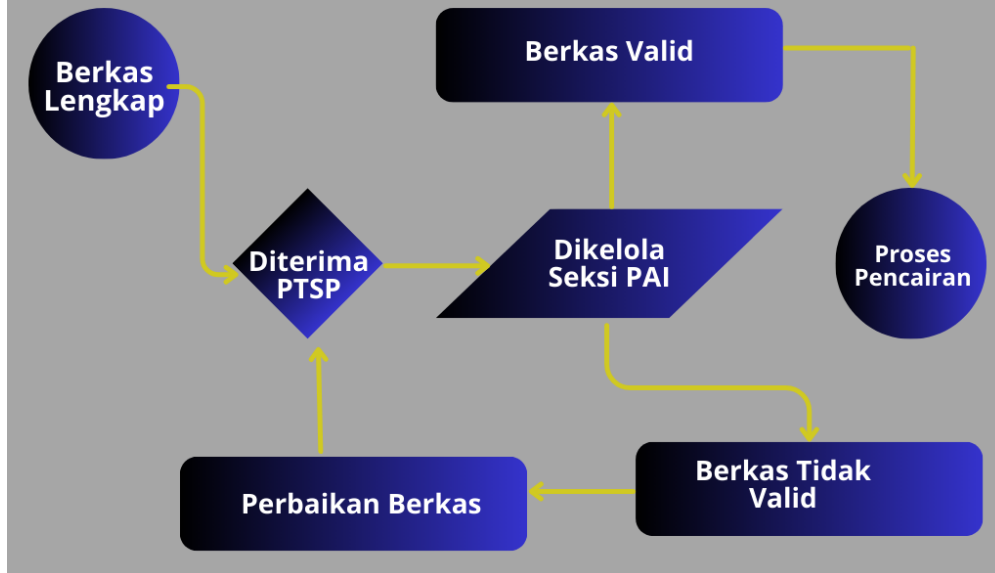 Berkas
Lengkap
Berkas Valid
Diterima
PTSP
Dikelola
Seksi PAI
Proses
Pencairan
Perbaikan Berkas
Berkas Tidak
Valid